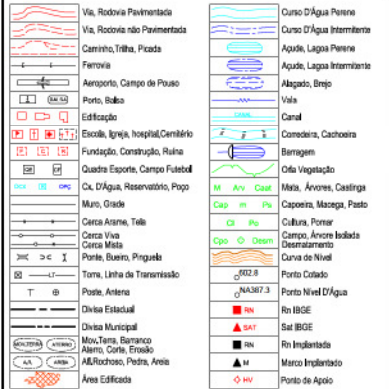 Via, Rodovia Pavimentada
Via, Rodovia não Pavimentada
Caminho, Trilha, Picada
Ferrovia
Aeroporto, Campo de Pouso
Porto, Balsa
Edificação
Escola, Igreja, hospital, Cemitério
Fundação, Construção, Ruína
Quadra Esporte, Campo Futebol
Cx, D'Água, Reservatório, Poço
Muro, Grade
Cerca Arame, Tela
Cerca Viva
Cerca Mista
Ponte, Bueiro, Pinguela
LT
Torre, Linha de Transmissão
Poste, Antena
Divisa Estadual
Divisa Municipal
Mov.Terra, Barranco
Aterro, Corte, Erosão
Afl.Rochoso, Pedra, Areia
Área Edificada
Curso D'Água Perene
Curso D'Água Intermitente
Açude, Lagoa Perene
Açude, Lagoa Intermitente
Alagado, Brejo
Vala
CANAL Canal
Corredeira, Cachoeira
Barragem
Orla Vegetação
M Arv Caat Mata, Árvores, Caatinga
Cap m Ps Capoeira, Macega, Pasto
Cl Po Cultura, Pomar
Cpo Desm Campo, Árvore Isolada
Desmatamento
Curva de Nível
602.8 Ponto Cotado
NA387.3 Ponto Nível D'Água
RN Rn IBGE
SAT Sat IBGE
RN Rn Implantada
M Marco Implantado
HV Ponto de Apoio